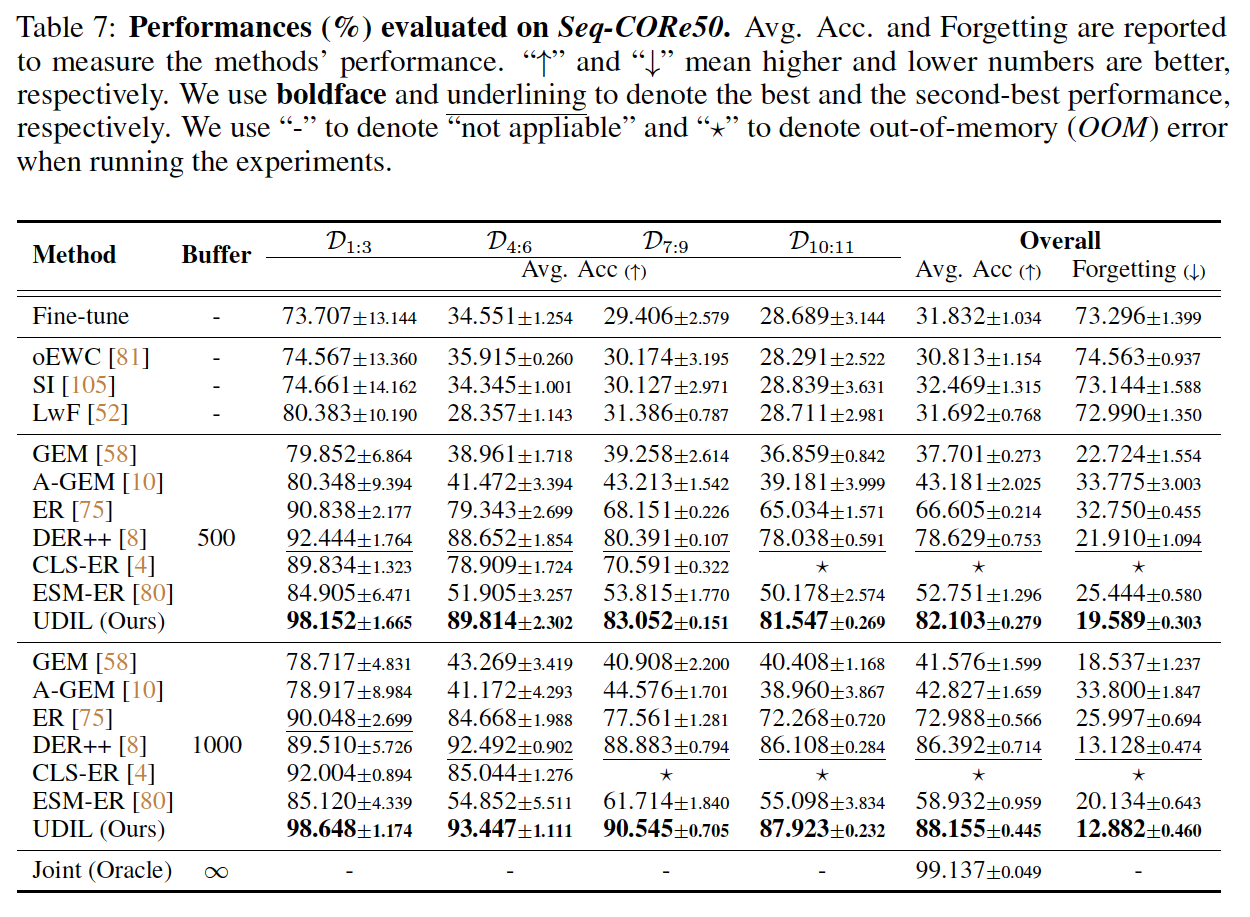 Table 7: Performances (%) evaluated on Seq-CORe50. Avg. Acc. and Forgetting are reported
to measure the methods' performance. “↑” and “↓” mean higher and lower numbers are better,
respectively. We use boldface and underlining to denote the best and the second-best performance,
respectively. We use “-” to denote “not appliable” and “⋆” to denote out-of-memory (OOM) error
when running the experiments.
Method Buffer D1:3 D4:6 D7:9 D10:11 Overall
Avg. Acc (↑) Avg. Acc (↑) Forgetting (↓)
Fine-tune - 73.707±13.144 34.551±1.254 29.406±2.579 28.689±3.144 31.832±1.034 73.296±1.399
oEWC [81] - 74.567±13.360 35.915±0.260 30.174±3.195 28.291±2.522 30.813±1.154 74.563±0.937
SI [105] - 74.661±14.162 34.345±1.001 30.127±2.971 28.839±3.631 32.469±1.315 73.144±1.588
LwF [52] - 80.383±10.190 28.357±1.143 31.386±0.787 28.711±2.981 31.692±0.768 72.990±1.350
GEM [58] 79.852±6.864 38.961±1.718 39.258±2.614 36.859±0.842 37.701±0.273 22.724±1.554
A-GEM [10] 80.348±9.394 41.472±3.394 43.213±1.542 39.181±3.999 43.181±2.025 33.775±3.003
ER [75] 90.838±2.177 79.343±2.699 68.151±0.226 65.034±1.571 66.605±0.214 32.750±0.455
DER++ [8] 500 92.444±1.764 88.652±1.854 80.391±0.107 78.038±0.591 78.629±0.753 21.910±1.094
CLS-ER [4] 89.834±1.323 78.909±1.724 70.591±0.322 ⋆ ⋆ ⋆
ESM-ER [80] 84.905±6.471 51.905±3.257 53.815±1.770 50.178±2.574 52.751±1.296 25.444±0.580
UDIL (Ours) 98.152±1.665 89.814±2.302 83.052±0.151 81.547±0.269 82.103±0.279 19.589±0.303
GEM [58] 78.717±4.831 43.269±3.419 40.908±2.200 40.408±1.168 41.576±1.599 18.537±1.237
A-GEM [10] 78.917±8.984 41.172±4.293 44.576±1.701 38.960±3.867 42.827±1.659 33.800±1.847
ER [75] 90.048±2.699 84.668±1.988 77.561±1.281 72.268±0.720 72.988±0.566 25.997±0.694
DER++ [8] 1000 89.510±5.726 92.492±0.902 88.883±0.794 86.108±0.284 86.392±0.714 13.128±0.474
CLS-ER [4] 92.004±0.894 85.044±1.276 ⋆ ⋆ ⋆ ⋆
ESM-ER [80] 85.120±4.339 54.852±5.511 61.714±1.840 55.098±3.834 58.932±0.959 20.134±0.643
UDIL (Ours) 98.648±1.174 93.447±1.111 90.545±0.705 87.923±0.232 88.155±0.445 12.882±0.460
Joint (Oracle) ∞ - - - - 99.137±0.049 -